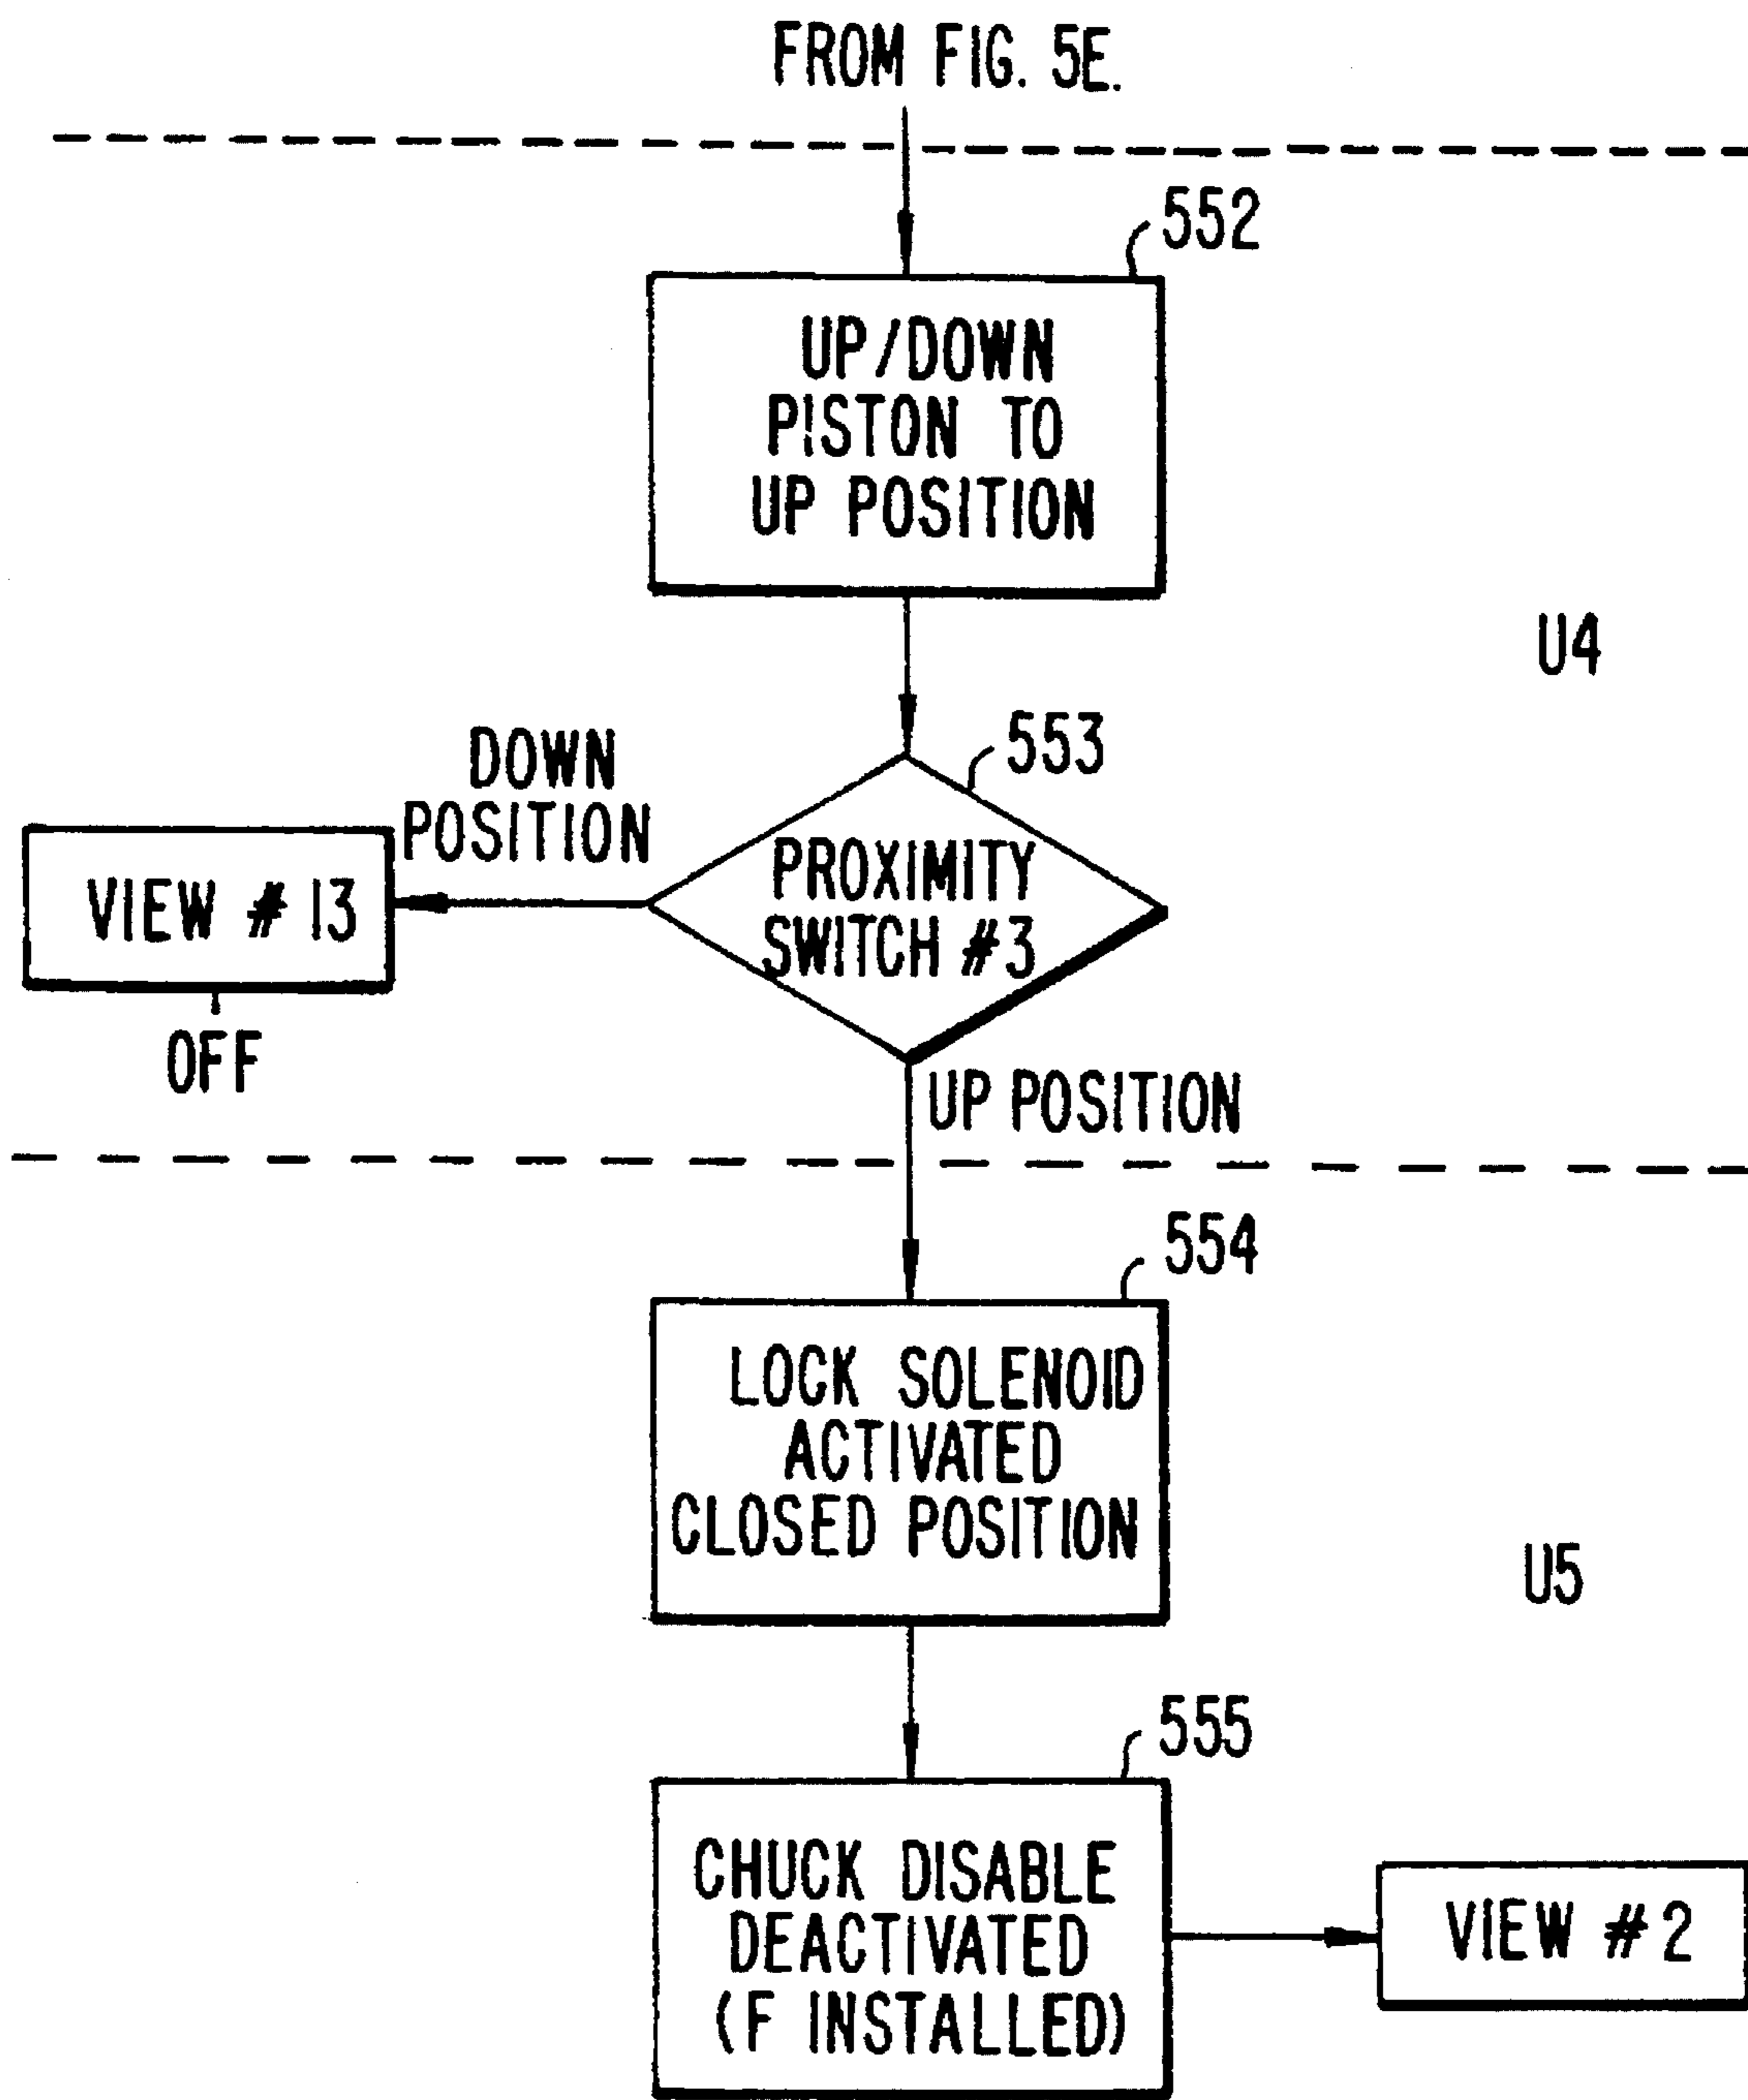 FROM FIG. 5E.
552
UP/DOWN
PISTON TO
UP POSITION
U4
553
DOWN
POSITION
PROXIMITY
SWITCH #3
VIEW # 13
OFF
UP POSITION
554
LOCK SOLENOID
ACTIVATED
CLOSED POSITION
U5
555
CHUCK DISABLE
DEACTIVATED
(F INSTALLED)
VIEW #2